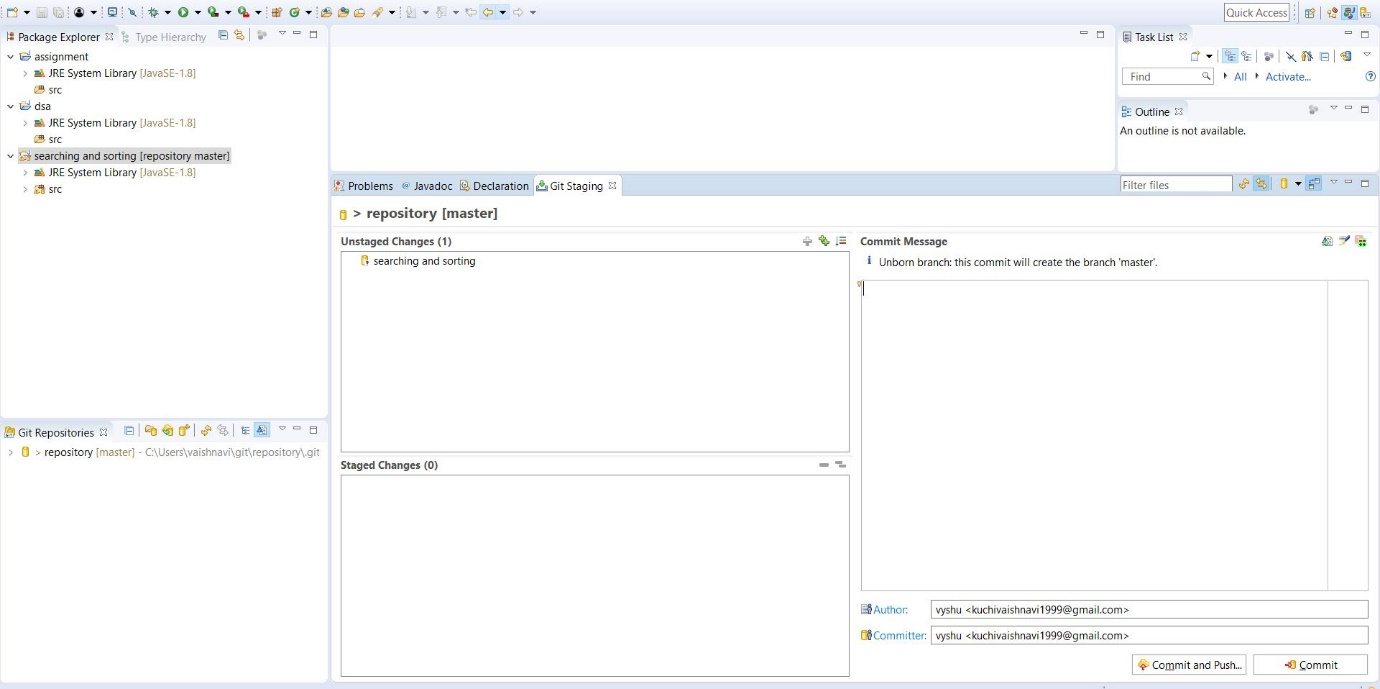 Quick Access
Package Explorer
Type Hierarchy
assignment
JRE System Library [JavaSE-1.8]
src
dsa
JRE System Library [JavaSE-1.8]
src
searching and sorting [repository master]
JRE System Library [JavaSE-1.8]
src
Git Repositories
> repository [master] - C:\Users\vaishnavi\git\repository\.git
Problems
Javadoc
Declaration
Git Staging
Filter files
> repository [master]
Unstaged Changes (1)
searching and sorting
Staged Changes (0)
Commit Message
Unborn branch: this commit will create the branch 'master'.
Author:
vyshu <kuchivaishnavi1999@gmail.com>
Committer:
vyshu <kuchivaishnavi1999@gmail.com>
Commit and Push...
Commit
Task List
Find
All
Activate...
Outline
An outline is not available.